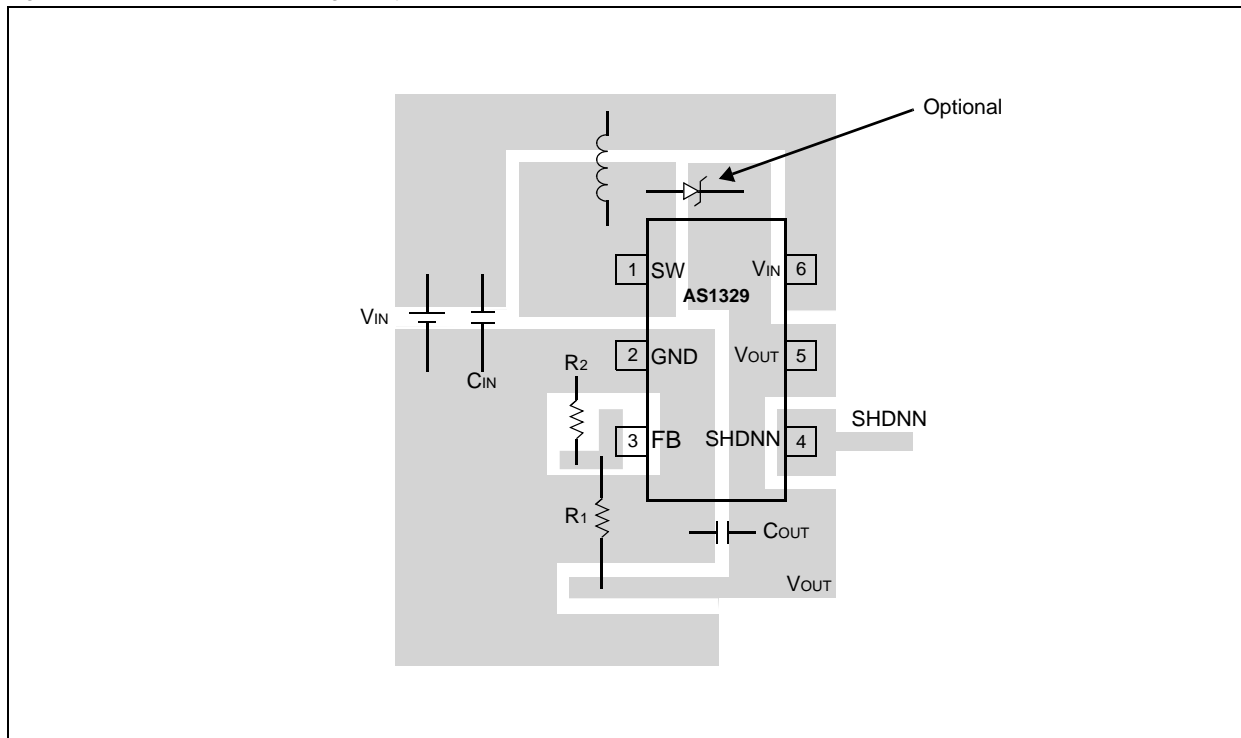 Optional
1 SW
VIN 6
AS1329
VIN
CIN
2 GND
VOUT 5
R2
3 FB
SHDNN 4
SHDNN
R1
COUT
VOUT